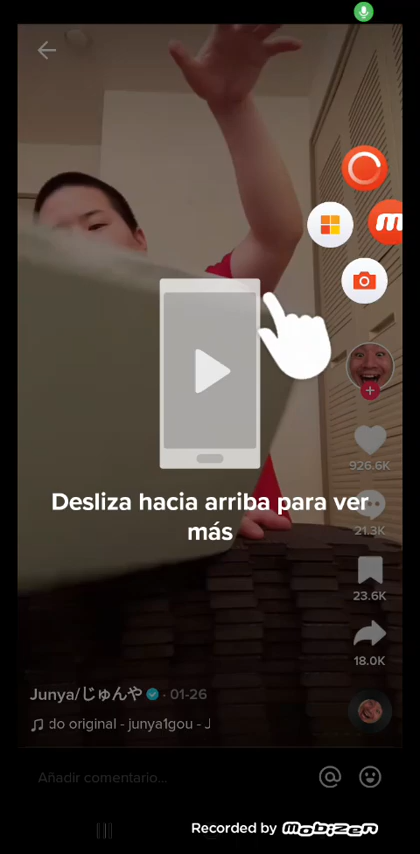 Desliza hacia arriba para ver
más
926.6K
21.3K
23.6K
18.0K
Junya/じゅんや · 01-26
do original - junya1gou - J
Añadir comentario...
Recorded by mobizen